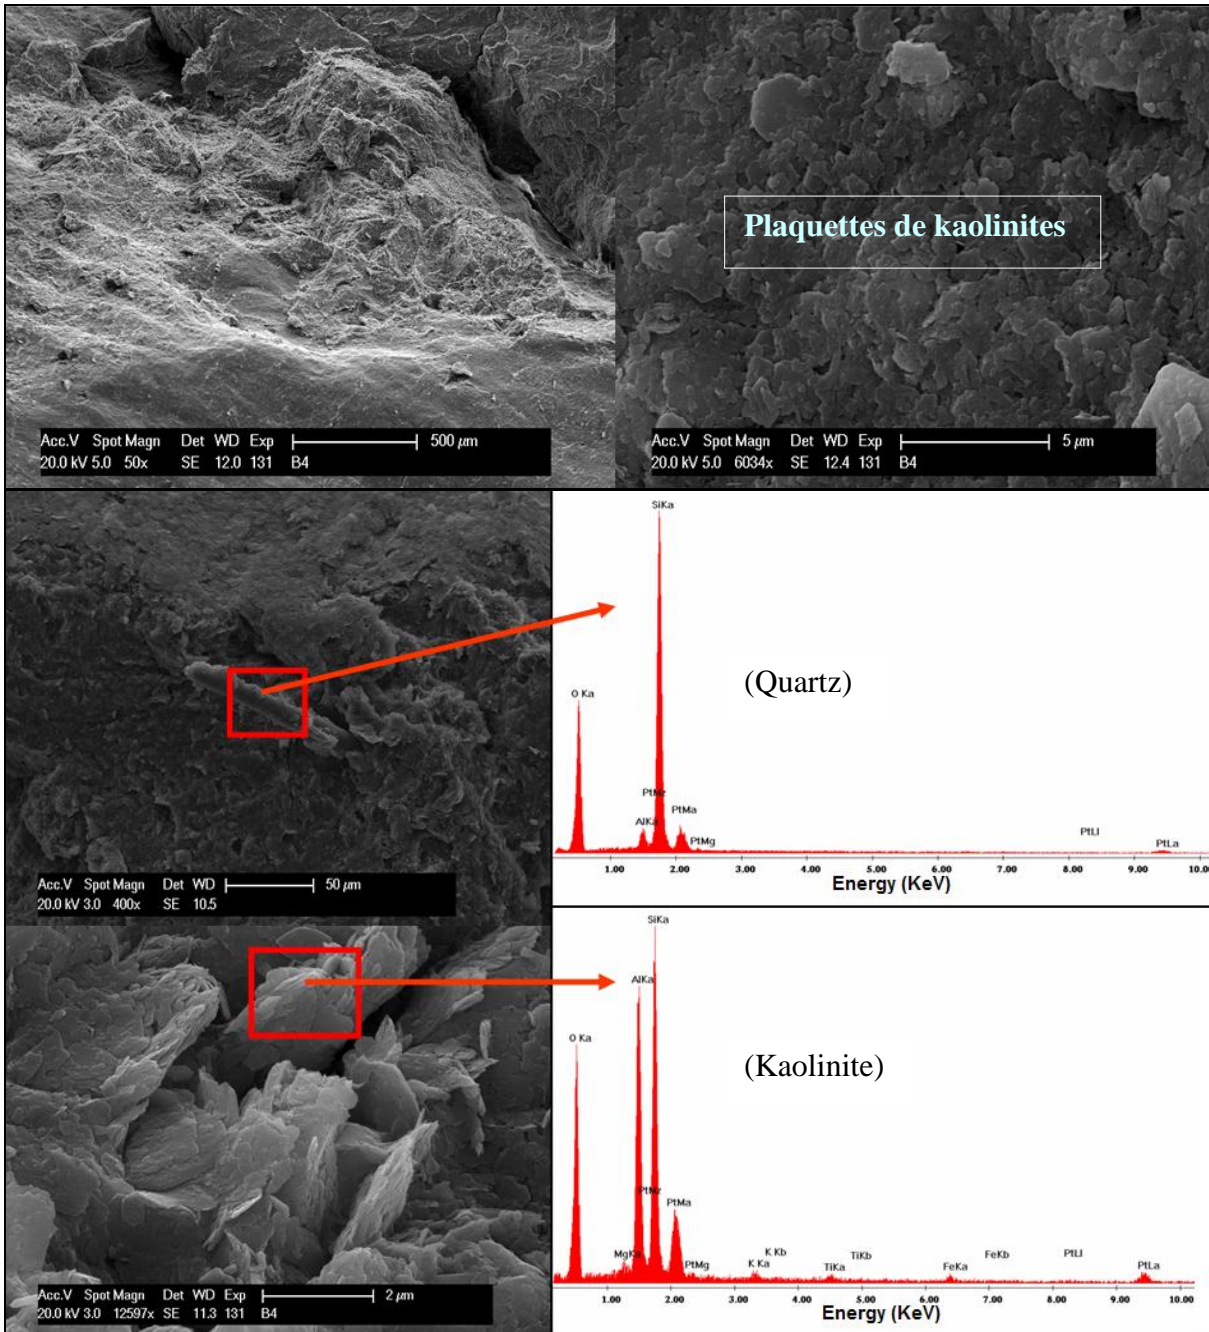 Plaquettes de kaolinites
Acc.V Spot Magn Det WD Exp 500 µm
20.0 kV 5.0 50x SE 12.0 131 B4
Acc.V Spot Magn Det WD Exp 5 µm
20.0 kV 5.0 6034x SE 12.4 131 B4
SiKa
(Quartz)
O Ka
PtMz
PtMa
AlKa
PtMg
PtLl
PtLa
1.00 2.00 3.00 4.00 5.00 6.00 7.00 8.00 9.00 10.00
Energy (KeV)
Acc.V Spot Magn Det WD 50 µm
20.0 kV 3.0 400x SE 10.5
SiKa
AlKa
O Ka
(Kaolinite)
PtMz
PtMa
MgKa
PtMg
K Kb
K Ka
TiKb
TiKa
FeKb
FeKa
PtLl
PtLa
1.00 2.00 3.00 4.00 5.00 6.00 7.00 8.00 9.00 10.00
Energy (KeV)
Acc.V Spot Magn Det WD Exp 2 µm
20.0 kV 3.0 12597x SE 11.3 131 B4